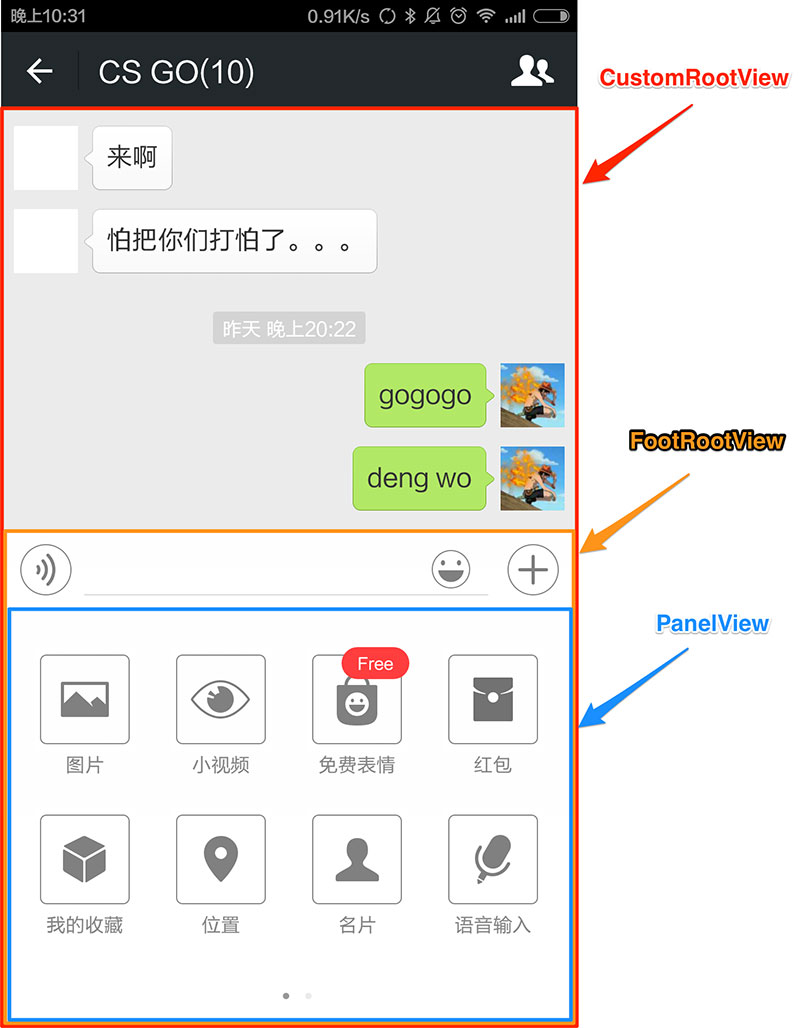 晚上10:31
0.91K/s
CS GO(10)
CustomRootView
来啊
怕把你们打怕了。。。
昨天 晚上20:22
gogogo
deng wo
FootRootView
PanelView
Free
图片
小视频
免费表情
红包
我的收藏
位置
名片
语音输入